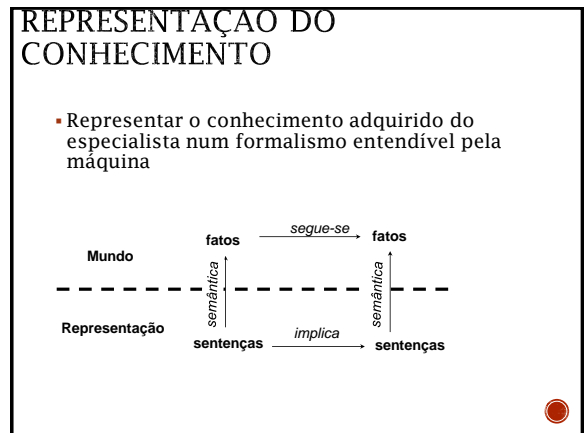 REPRESENTAÇÃO DO
CONHECIMENTO
▪ Representar o conhecimento adquirido do
especialista num formalismo entendível pela
máquina
fatos segue-se fatos
Mundo
semântica semântica
Representação
sentenças implica sentenças